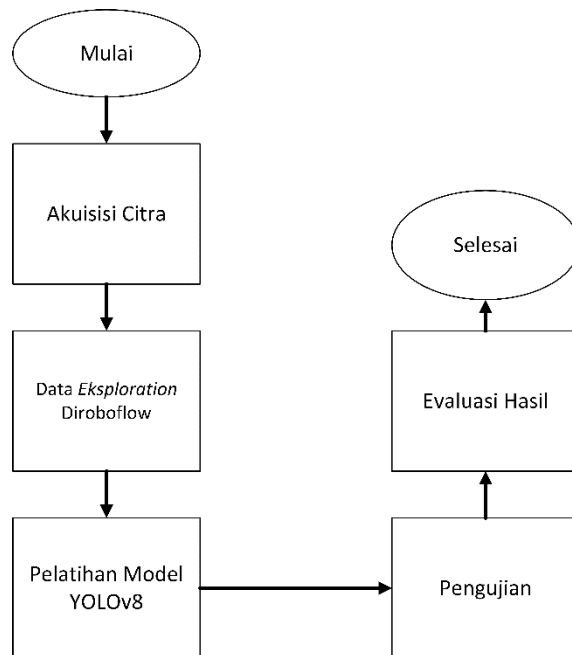 Mulai
Akuisisi Citra
Data Eksploration
Diroboflow
Pelatihan Model
YOLOv8
Pengujian
Evaluasi Hasil
Selesai